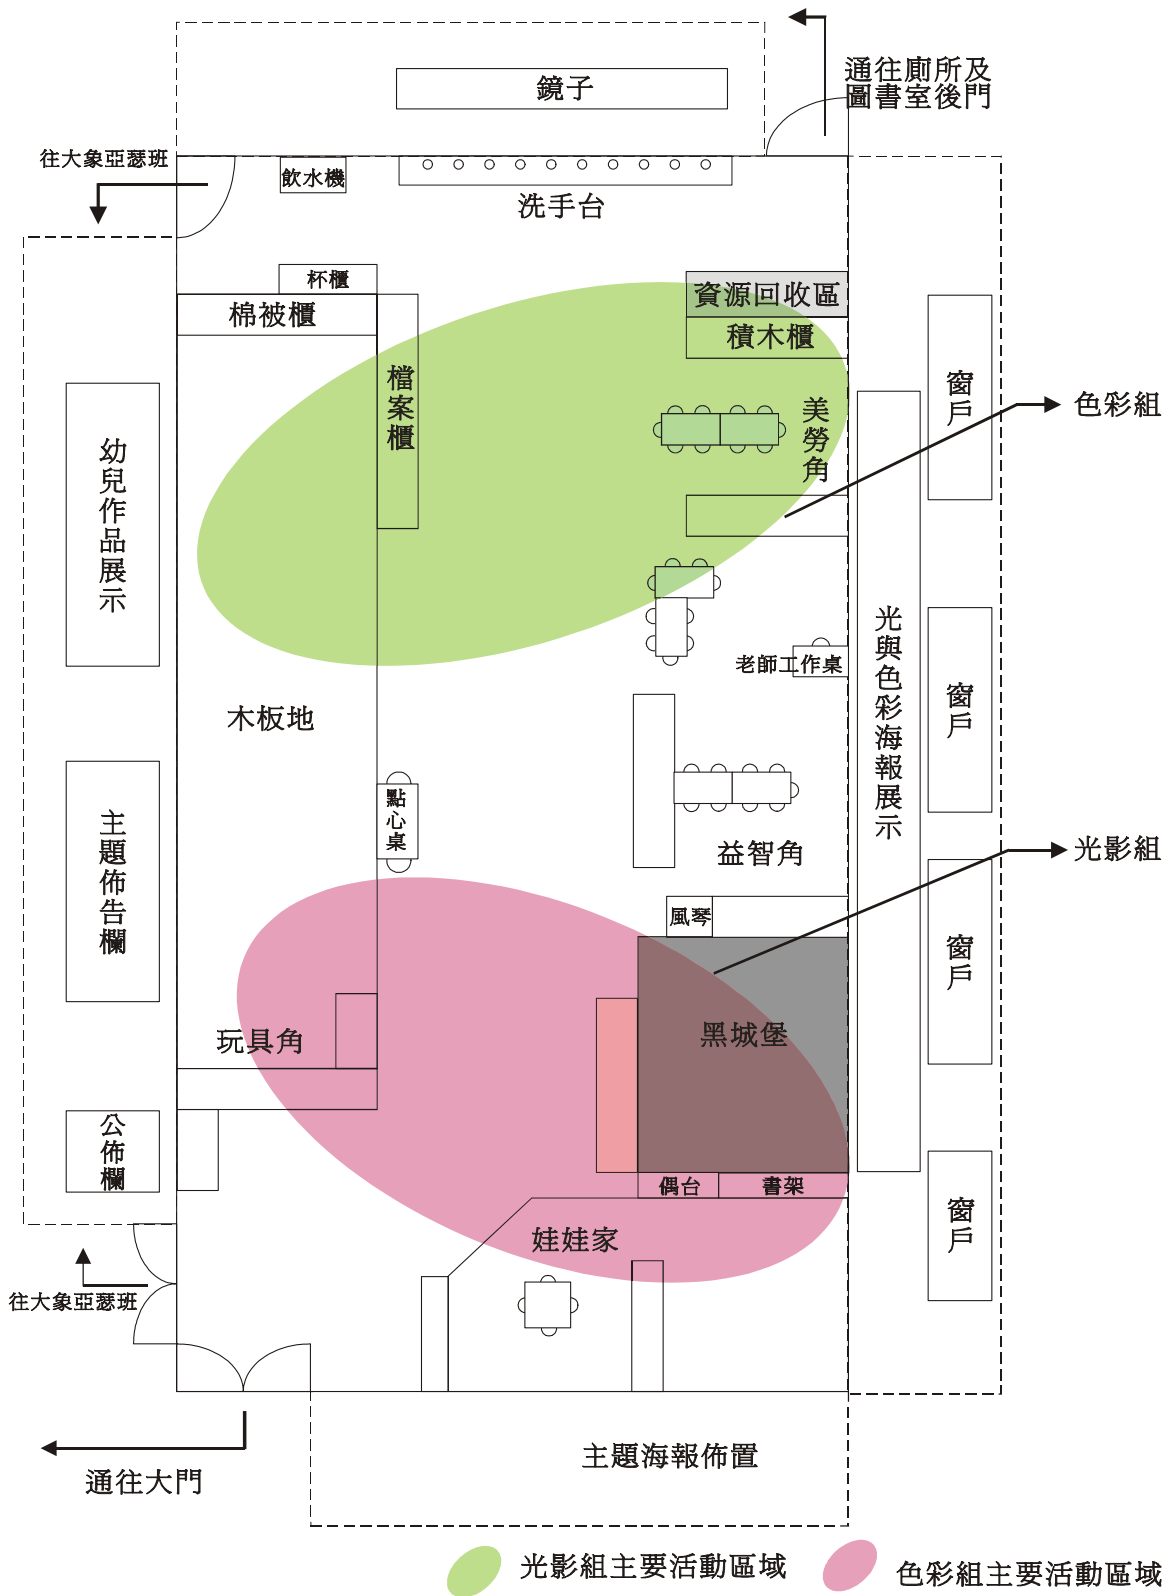 通往廁所及
圖書室後門
鏡子
往大象亞瑟班
飲水機
洗手台
杯櫃
棉被櫃
檔案櫃
資源回收區
積木櫃
美勞角
窗戶
色彩組
幼兒作品展示
光與色彩海報展示
老師工作桌
窗戶
木板地
點心桌
主題佈告欄
益智角
光影組
風琴
窗戶
黑城堡
玩具角
公佈欄
偶台
書架
窗戶
娃娃家
往大象亞瑟班
主題海報佈置
通往大門
光影組主要活動區域
色彩組主要活動區域